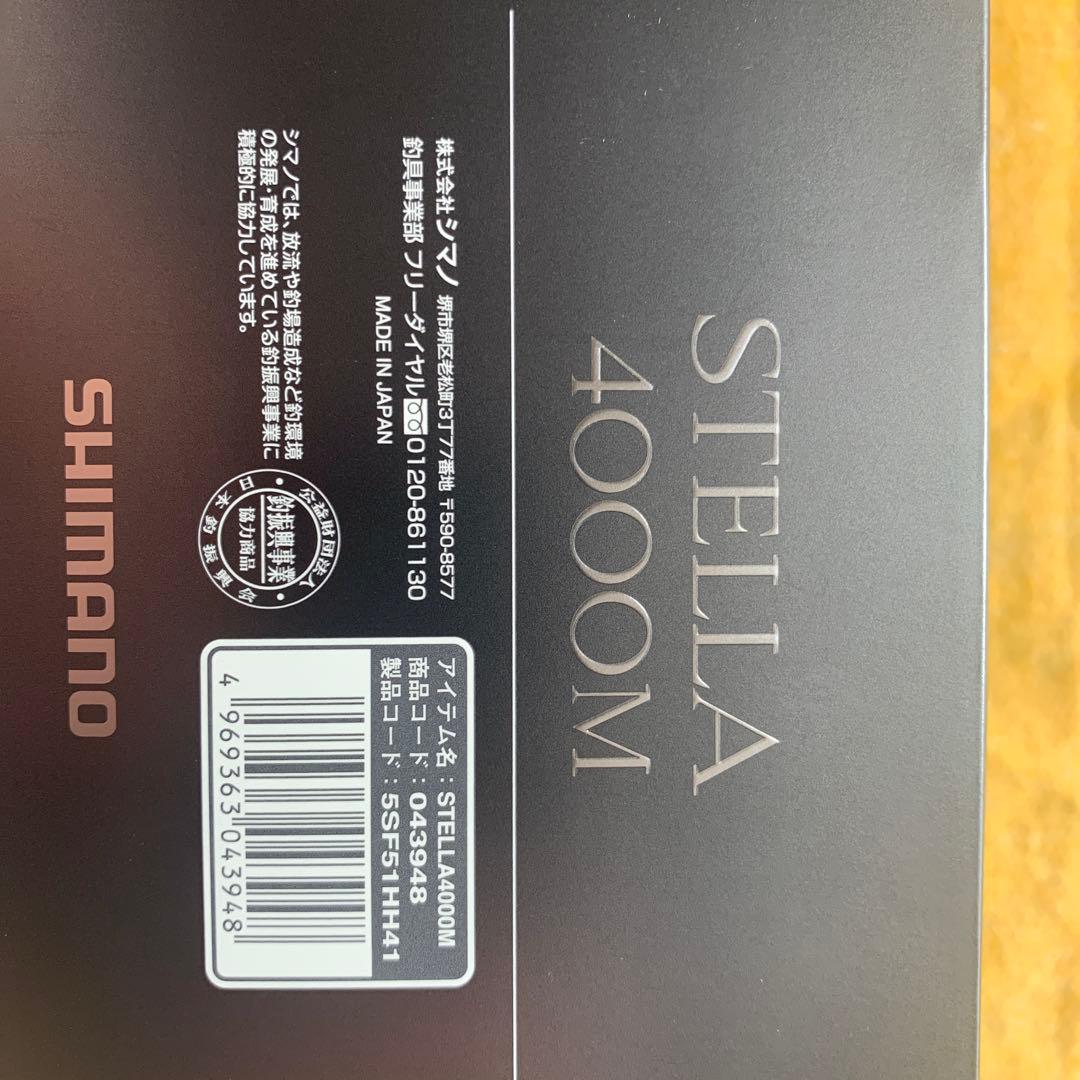 STELLA
4000M
株式会社シマノ 堺市堺区老松町3丁77番地 〒590-8577
釣具事業部 フリーダイヤル 0120-861130
MADE IN JAPAN
シマノでは、放流や釣場造成など釣環境
の発展・育成を進めている釣振興事業に
積極的に協力しています。
公益財団法人
釣振興事業
協力商品
日本釣振興会
アイテム名:STELLA4000M
商品コード:043948
製品コード:5SF51HH41
4 969363 043948
SHIMANO